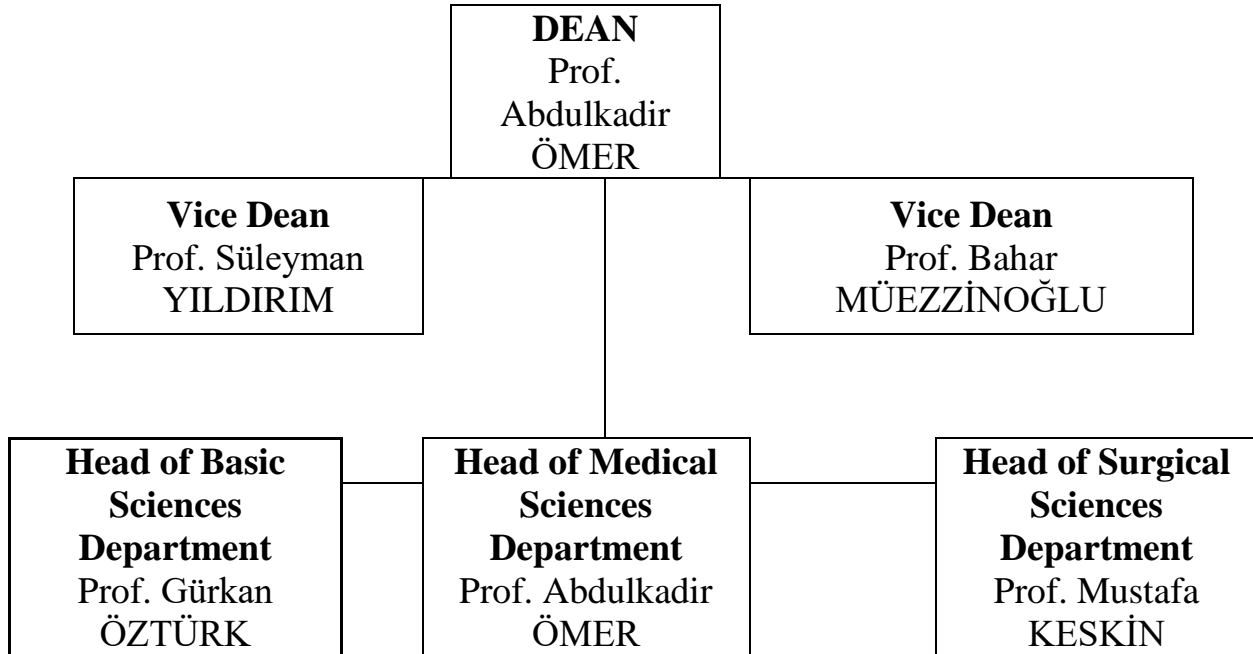 DEAN
Prof.
Abdulkadir
ÖMER
Vice Dean
Prof. Süleyman
YILDIRIM
Vice Dean
Prof. Bahar
MÜEZZİNOĞLU
Head of Basic
Sciences
Department
Prof. Gürkan
ÖZTÜRK
Head of Medical
Sciences
Department
Prof. Abdulkadir
ÖMER
Head of Surgical
Sciences
Department
Prof. Mustafa
KESKİN